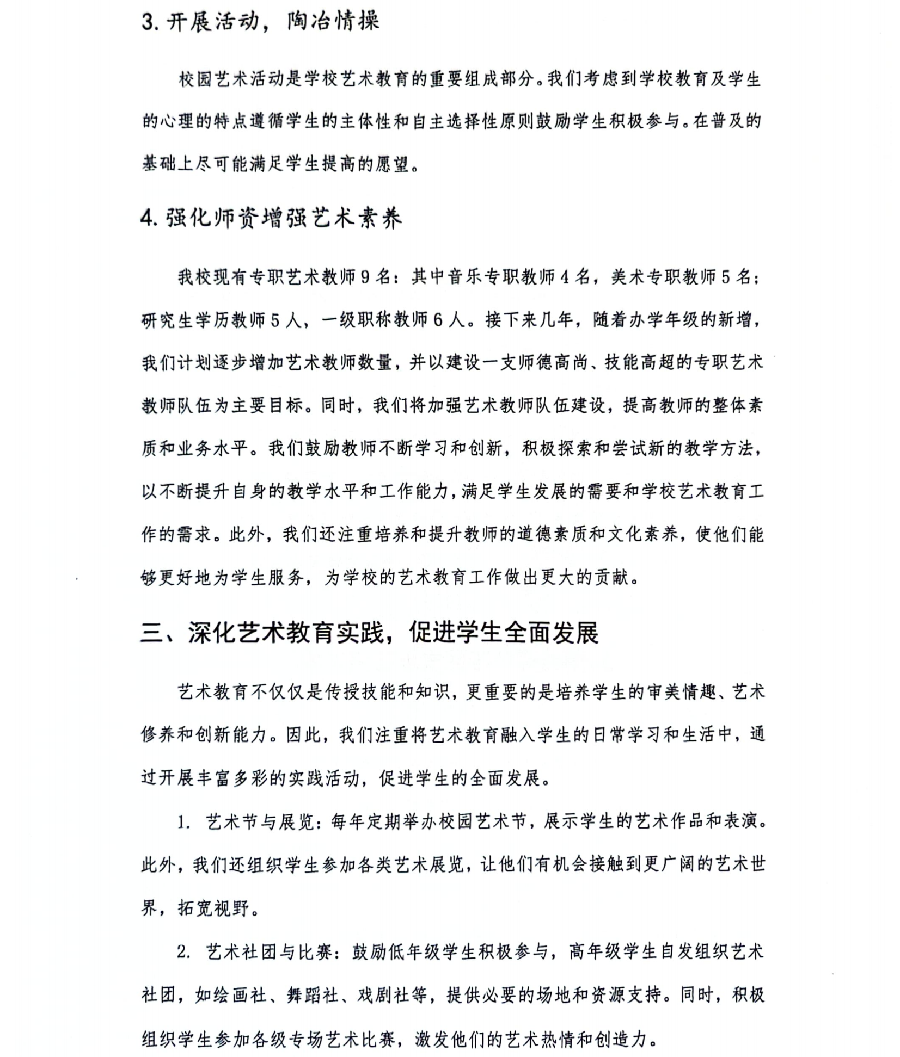 3. 开展活动，陶冶情操
校园艺术活动是学校艺术教育的重要组成部分。我们考虑到学校教育及学生
的心理的特点遵循学生的主体性和自主选择性原则鼓励学生积极参与。在普及的
基础上尽可能满足学生提高的愿望。
4. 强化师资增强艺术素养
我校现有专职艺术教师 9 名：其中音乐专职教师 4 名，美术专职教师 5 名；
研究生学历教师 5 人，一级职称教师 6 人。接下来几年，随着办学年级的新增，
我们计划逐步增加艺术教师数量，并以建设一支师德高尚、技能高超的专职艺术
教师队伍为主要目标。同时，我们将加强艺术教师队伍建设，提高教师的整体素
质和业务水平。我们鼓励教师不断学习和创新，积极探索和尝试新的教学方法，
以不断提升自身的教学水平和工作能力，满足学生发展的需要和学校艺术教育工
作的需求。此外，我们还注重培养和提升教师的道德素质和文化素养，使他们能
够更好地为学生服务，为学校的艺术教育工作做出更大的贡献。
三、深化艺术教育实践，促进学生全面发展
艺术教育不仅仅是传授技能和知识，更重要的是培养学生的审美情趣、艺术
修养和创新能力。因此，我们注重将艺术教育融入学生的日常学习和生活中，通
过开展丰富多彩的实践活动，促进学生的全面发展。
1. 艺术节与展览：每年定期举办校园艺术节，展示学生的艺术作品和表演。
此外，我们还组织学生参加各类艺术展览，让他们有机会接触到更广阔的艺术世
界，拓宽视野。
2. 艺术社团与比赛：鼓励低年级学生积极参与，高年级学生自发组织艺术
社团，如绘画社、舞蹈社、戏剧社等，提供必要的场地和资源支持。同时，积极
组织学生参加各级专场艺术比赛，激发他们的艺术热情和创造力。